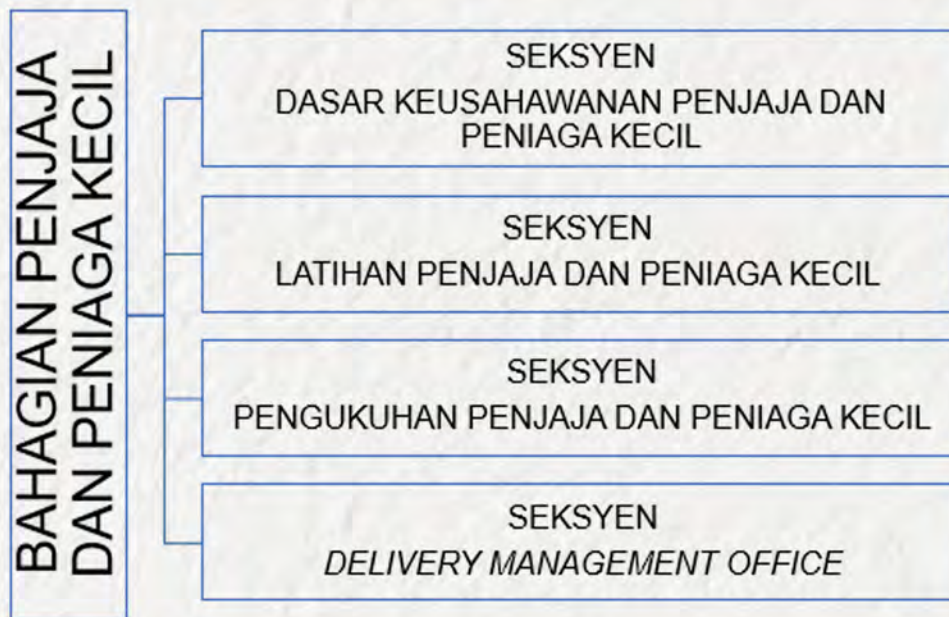 BAHAGIAN PENJAJA
DAN PENIAGA KECIL
SEKSYEN
DASAR KEUSAHAWANAN PENJAJA DAN
PENIAGA KECIL
SEKSYEN
LATIHAN PENJAJA DAN PENIAGA KECIL
SEKSYEN
PENGUKUHAN PENJAJA DAN PENIAGA KECIL
SEKSYEN
DELIVERY MANAGEMENT OFFICE